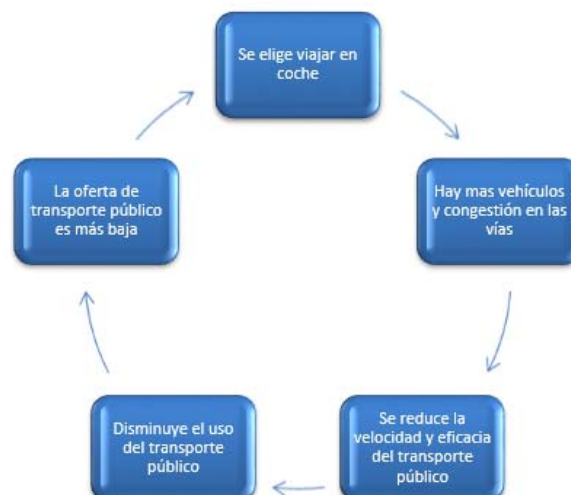 Se elige viajar en
coche
Hay mas vehículos
y congestión en las
vías
Se reduce la
velocidad y eficacia
del transporte
público
Disminuye el uso
del transporte
público
La oferta de
transporte público
es más baja